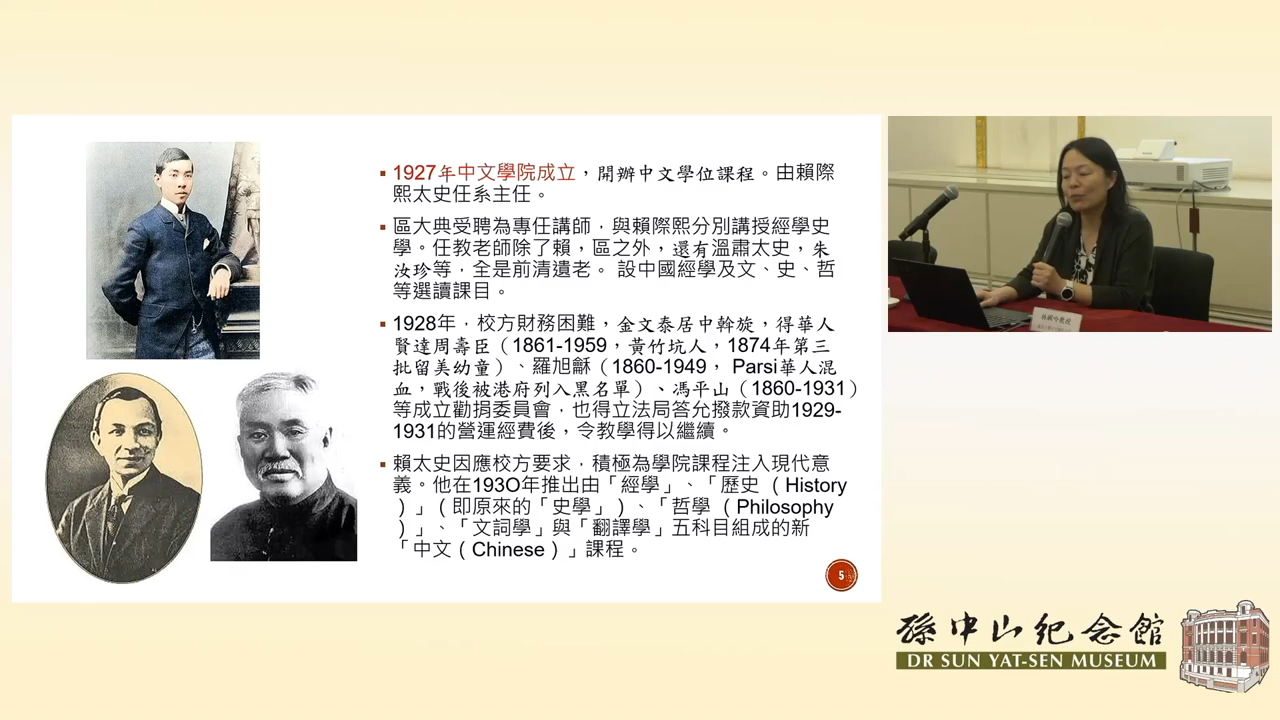 1927年中文學院成立，開辦中文學位課程。由賴際
熙太史任系主任。
區大典受聘為專任講師，與賴際熙分別講授經學史
學。任教老師除了賴，區之外，還有溫肅太史，朱
汝珍等，全是前清遺老。 設中國經學及文、史、哲
等選讀課目。
1928年，校方財務困難，金文泰居中斡旋，得華人
賢達周壽臣（1861-1959，黃竹坑人，1874年第三
批留美幼童）、羅旭龢（1860-1949， Parsi華人混
血，戰後被港府列入黑名單）、馮平山（1860-1931）
等成立勸捐委員會，也得立法局答允撥款資助1929-
1931的營運經費後，令教學得以繼續。
賴太史因應校方要求，積極為學院課程注入現代意
義。他在193O年推出由「經學」、「歷史 （History
）」（即原來的「史學」）、「哲學 （Philosophy
）」、「文詞學」與「翻譯學」五科目組成的新
「中文（Chinese）」課程。
5
孫中山紀念館
DR SUN YAT-SEN MUSEUM